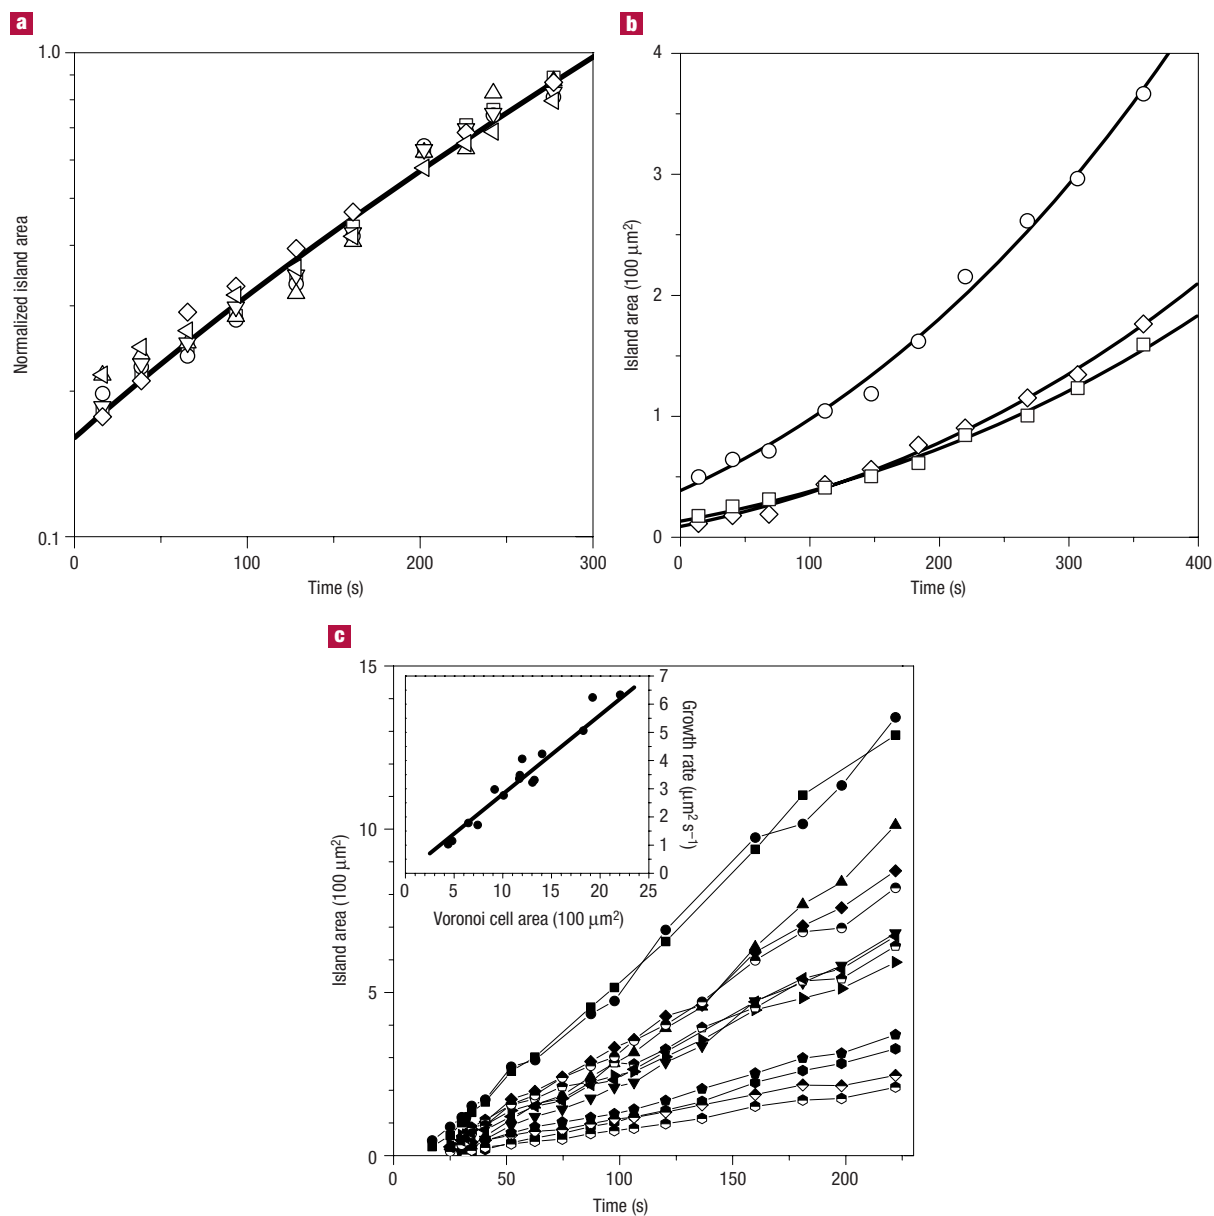 a
1.0
0.1
Normalized island area
0 100 200 300
Time (s)
b
4
3
2
1
0
Island area (100 μm²)
0 100 200 300 400
Time (s)
c
15
10
5
0
Island area (100 μm²)
0 50 100 150 200
Time (s)
7
6
5
4
3
2
1
0
Growth rate (μm² s⁻¹)
0 5 10 15 20 25
Voronoi cell area (100 μm²)